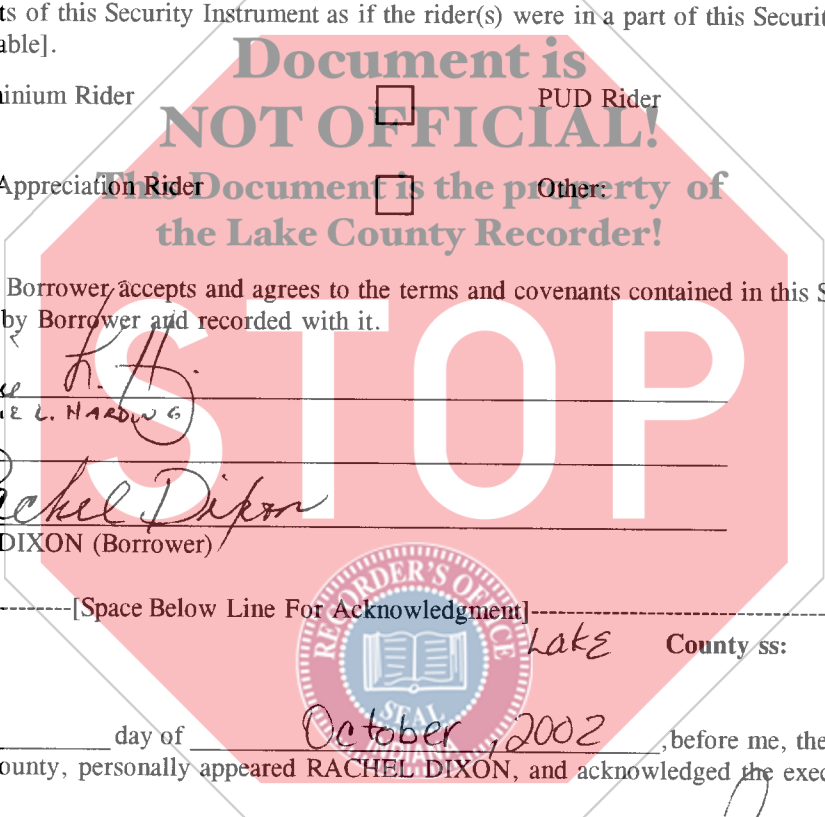 ts of this Security Instrument as if the rider(s) were in a part of this Securit
able].
Document is
inium Rider PUD Rider
NOT OFFICIAL!
Appreciation Rider Other:
This Document is the property of
the Lake County Recorder!
Borrower accepts and agrees to the terms and covenants contained in this S
by Borrower and recorded with it.
STOP
K. H.
E L. HARDING
achel Dixon
DIXON (Borrower)
-------[Space Below Line For Acknowledgment]-------
RECORDER'S OFFICE
Lake County ss:
SEAL
INDIANA
day of October, 2002, before me, the
ounty, personally appeared RACHEL DIXON, and acknowledged the exec